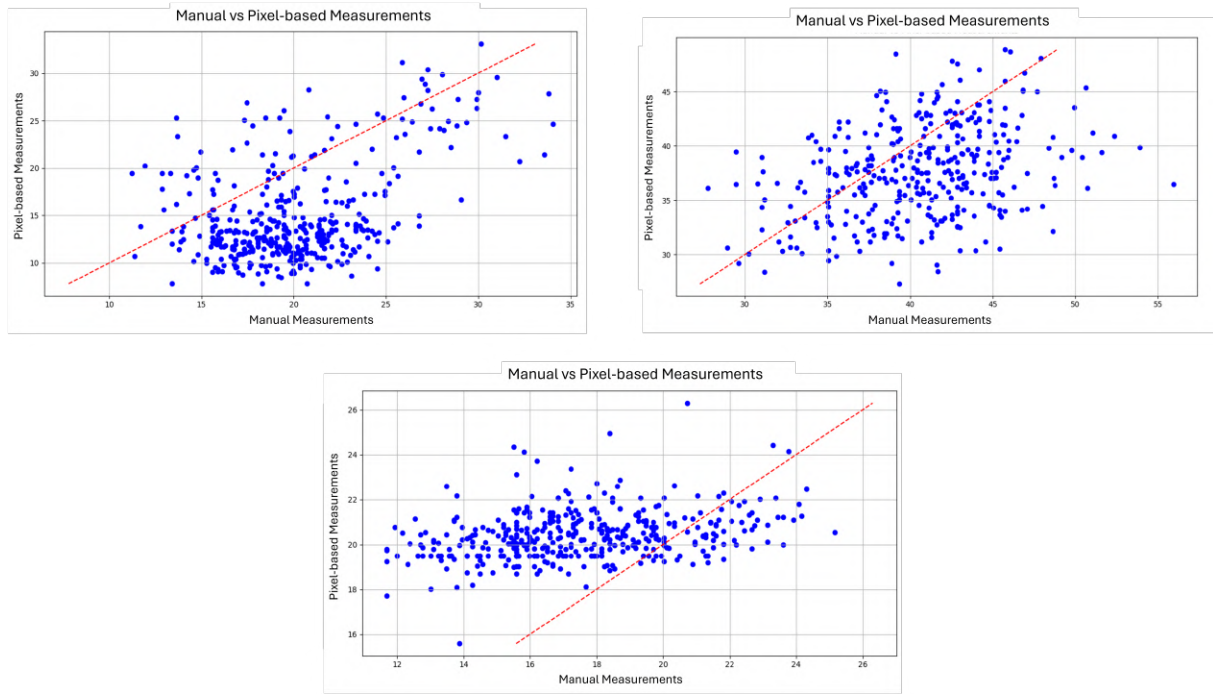 Manual vs Pixel-based Measurements
Pixel-based Measurements
30
25
20
15
10
10 15 20 25 30 35
Manual Measurements
Manual vs Pixel-based Measurements
Pixel-based Measurements
45
40
35
30
30 35 40 45 50 55
Manual Measurements
Manual vs Pixel-based Measurements
Pixel-based Measurements
26
24
22
20
18
16
12 14 16 18 20 22 24 26
Manual Measurements